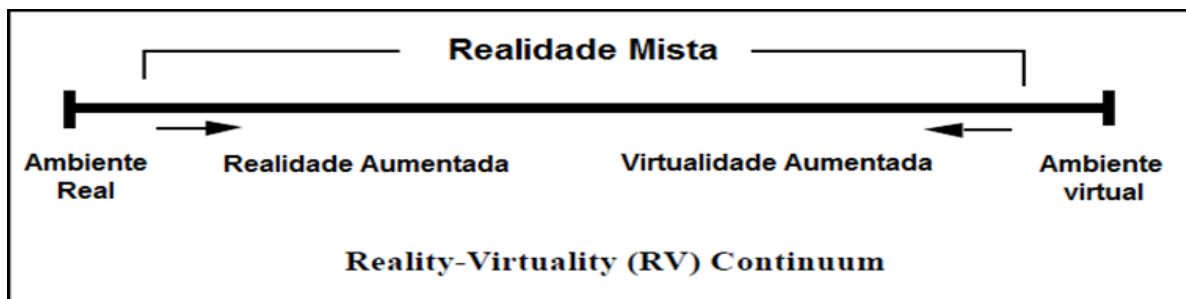 Realidade Mista
Ambiente Real
Realidade Aumentada
Virtualidade Aumentada
Ambiente virtual
Reality-Virtuality (RV) Continuum